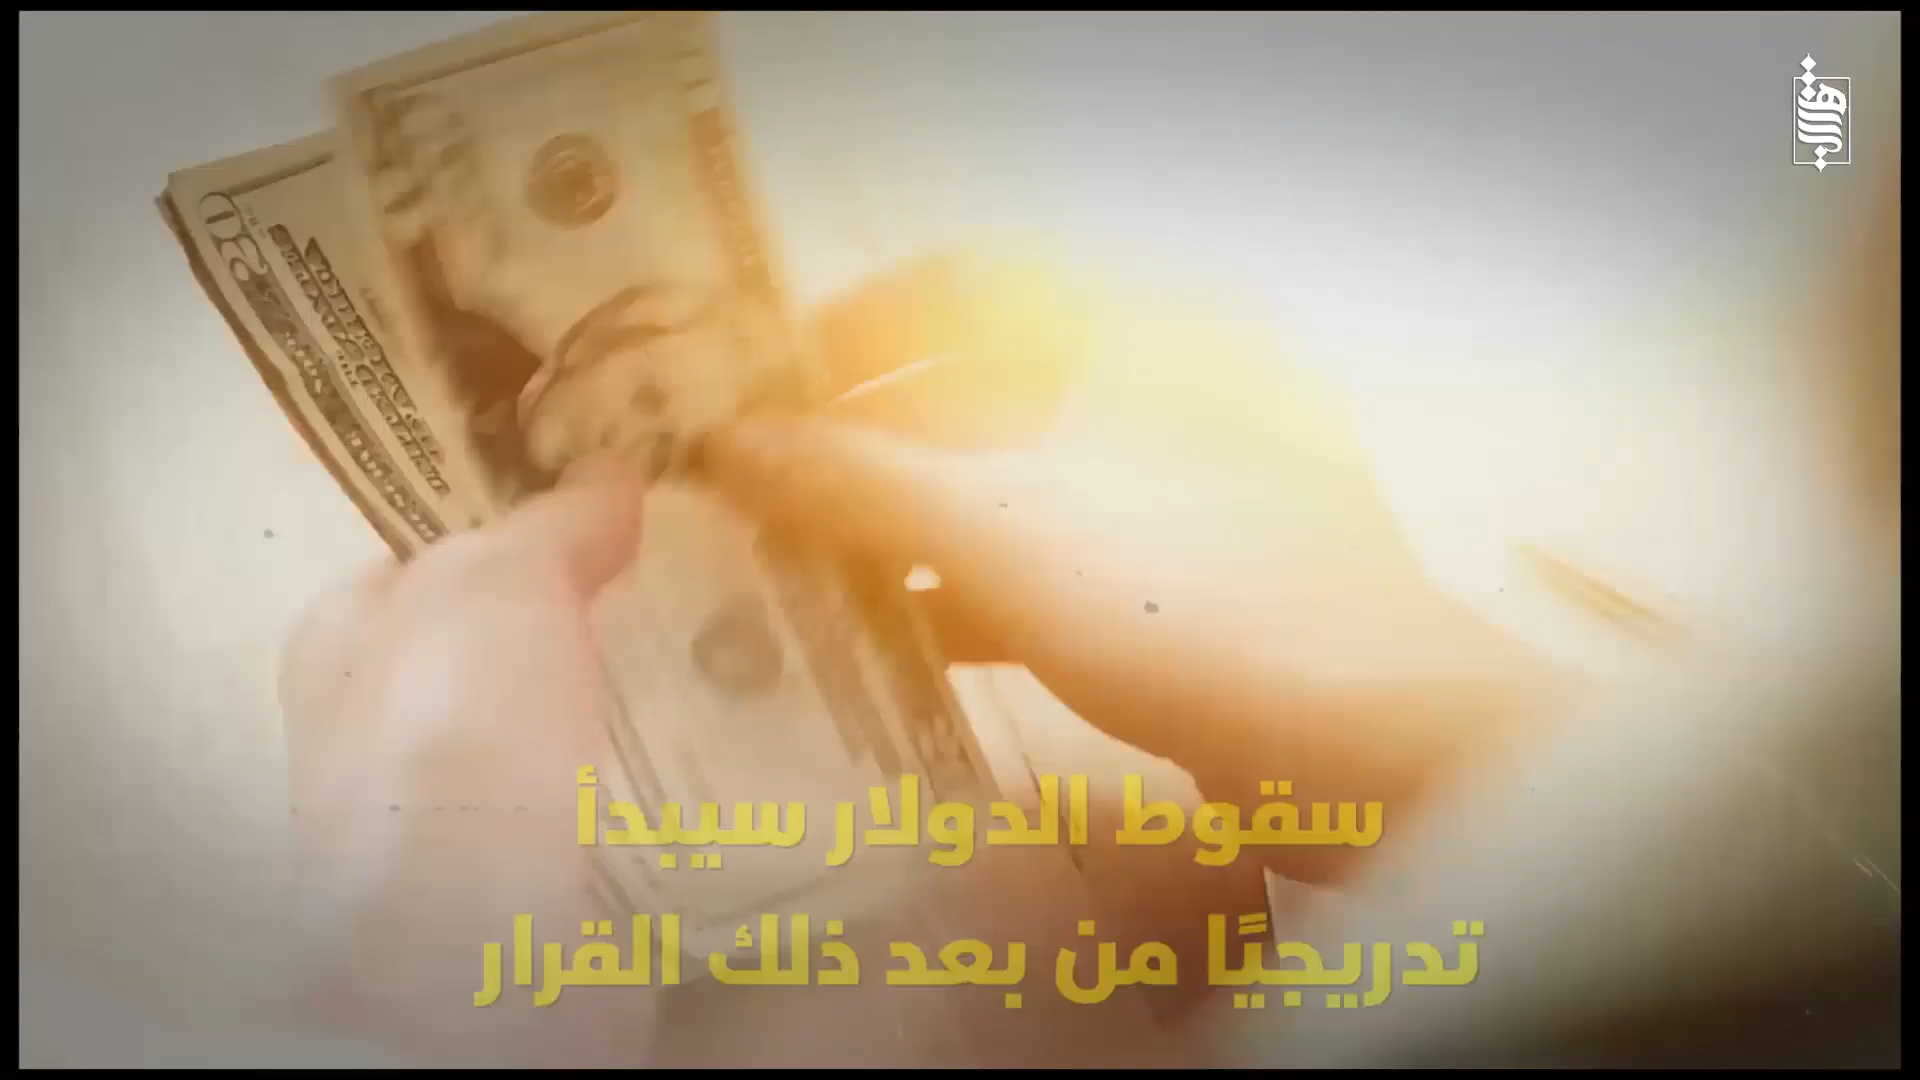 سقوط الدولار سيبدأ
تدريجيًا من بعد ذلك القرار